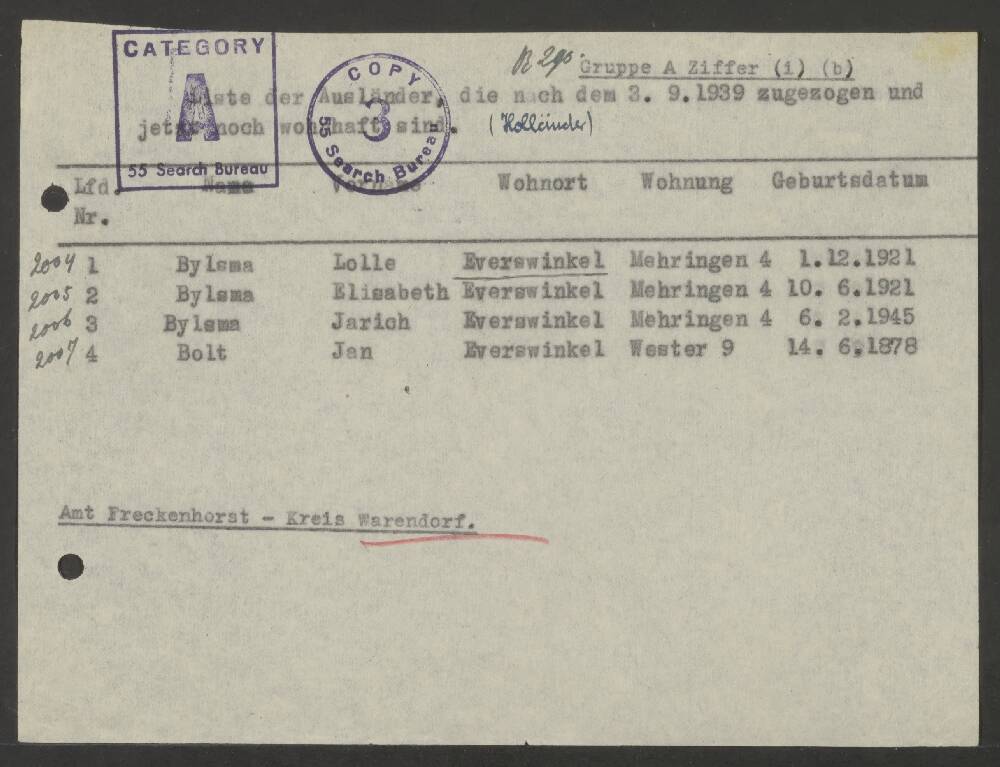 CATEGORY
A
55 Search Bureau
COPY
3
55 Search Bureau
Gruppe A Ziffer (i) (b)
Liste der Ausländer, die nach dem 3. 9.1939 zugezogen und
jetzt noch wohnhaft sind. (Holländer)
Lfd. Name Vorname Wohnort Wohnung Geburtsdatum
Nr.
2004 1 Bylsma Lolle Everswinkel Mehringen 4 1.12.1921
2005 2 Bylsma Elisabeth Everswinkel Mehringen 4 10. 6.1921
2006 3 Bylsma Jarich Everswinkel Mehringen 4 6. 2.1945
2007 4 Bolt Jan Everswinkel Wester 9 14. 6.1878
Amt Freckenhorst - Kreis Warendorf.